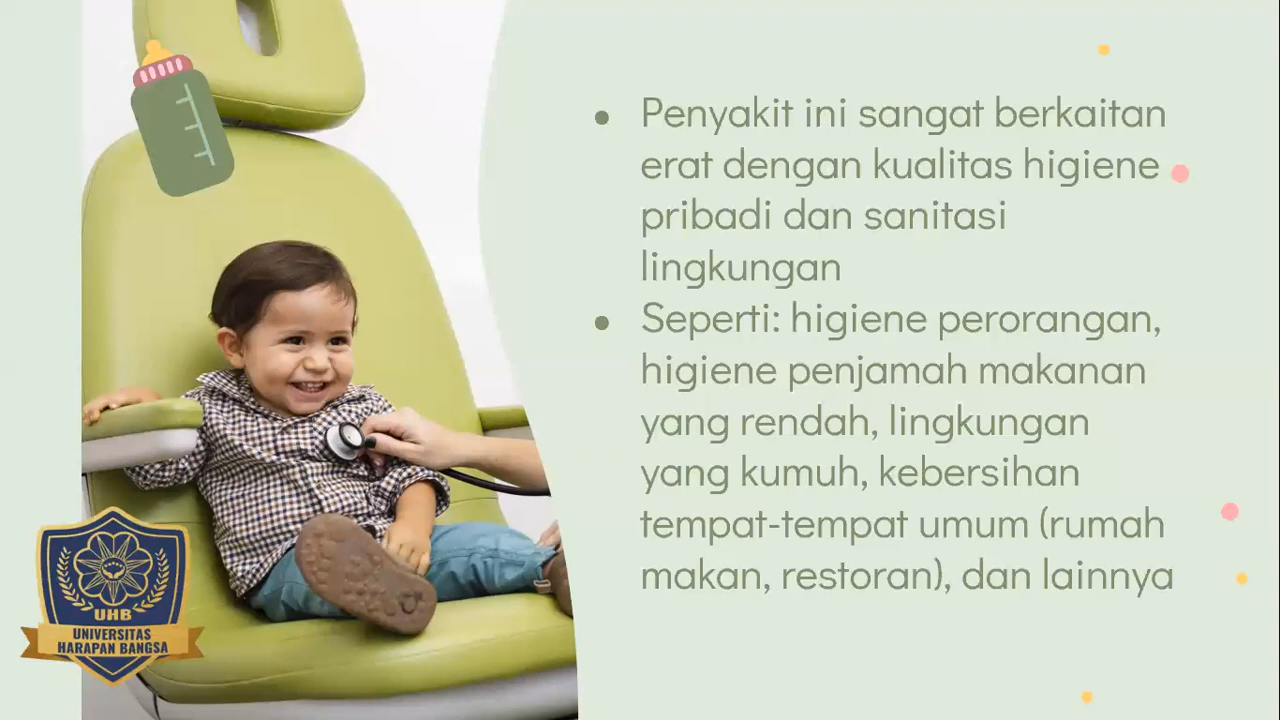 • Penyakit ini sangat berkaitan
erat dengan kualitas higiene
pribadi dan sanitasi
lingkungan
• Seperti: higiene perorangan,
higiene penjamah makanan
yang rendah, lingkungan
yang kumuh, kebersihan
tempat-tempat umum (rumah
makan, restoran), dan lainnya
UHB
UNIVERSITAS
HARAPAN BANGSA